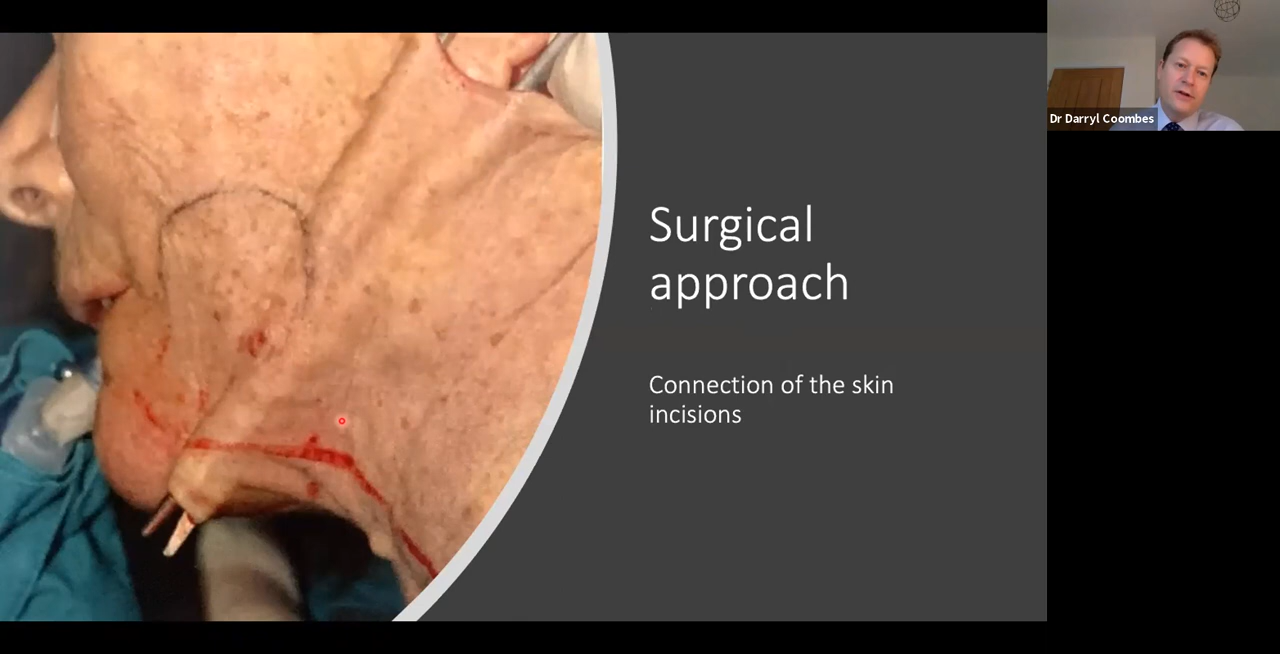 Surgical
approach
Connection of the skin
incisions
Dr Darryl Coombes